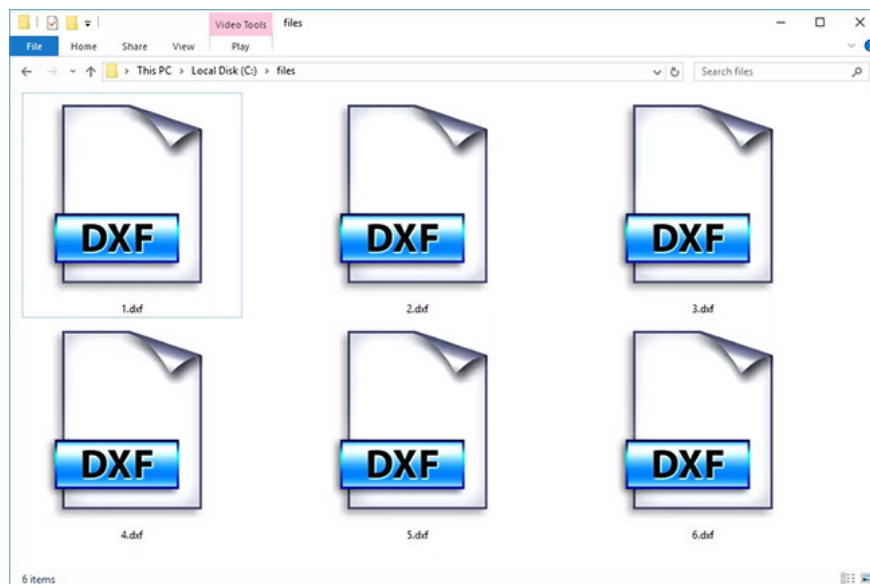 Video Tools files
File Home Share View Play
This PC > Local Disk (C:) > files
Search files
DXF DXF DXF
1.dxf 2.dxf 3.dxf
DXF DXF DXF
4.dxf 5.dxf 6.dxf
6 items